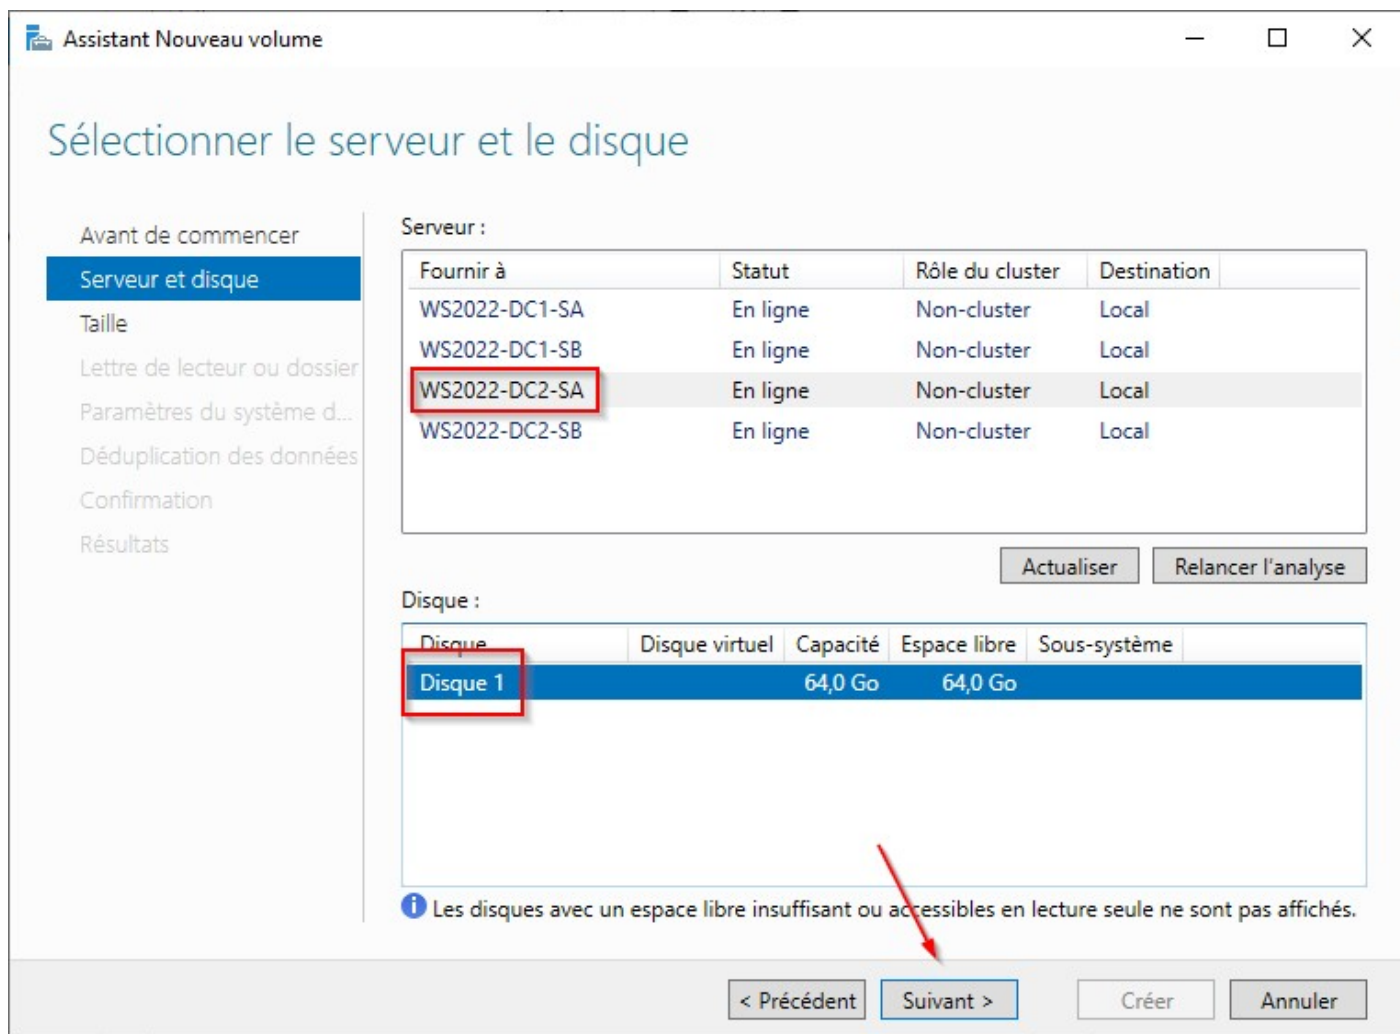 Assistant Nouveau volume
Sélectionner le serveur et le disque
Avant de commencer
Serveur et disque
Taille
Lettre de lecteur ou dossier
Paramètres du système d...
Déduplication des données
Confirmation
Résultats
Serveur :
Fournir à Statut Rôle du cluster Destination
WS2022-DC1-SA En ligne Non-cluster Local
WS2022-DC1-SB En ligne Non-cluster Local
WS2022-DC2-SA En ligne Non-cluster Local
WS2022-DC2-SB En ligne Non-cluster Local
Actualiser Relancer l'analyse
Disque :
Disque Disque virtuel Capacité Espace libre Sous-système
Disque 1 64,0 Go 64,0 Go
Les disques avec un espace libre insuffisant ou accessibles en lecture seule ne sont pas affichés.
< Précédent Suivant > Créer Annuler